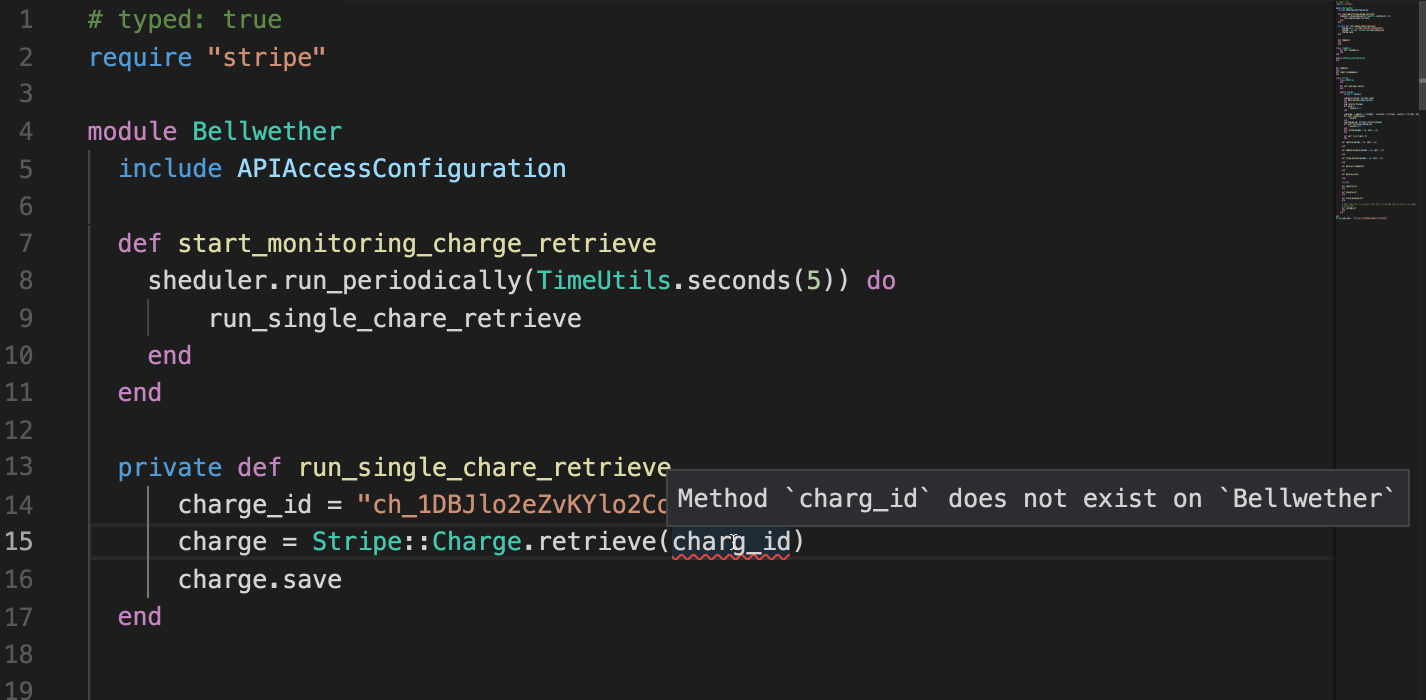 1 # typed: true
2 require "stripe"
3
4 module Bellwether
5 include APIAccessConfiguration
6
7 def start_monitoring_charge_retrieve
8 sheduler.run_periodically(TimeUtils.seconds(5)) do
9 run_single_chare_retrieve
10 end
11 end
12
13 private def run_single_chare_retrieve
14 charge_id = "ch_1DBJlo2eZvKYlo2Co
Method `charg_id` does not exist on `Bellwether`
15 charge = Stripe::Charge.retrieve(charg_id)
16 charge.save
17 end
18
19